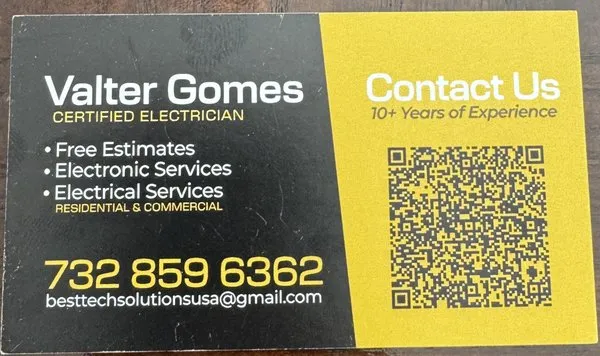 Valter Gomes
CERTIFIED ELECTRICIAN
• Free Estimates
• Electronic Services
• Electrical Services
RESIDENTIAL & COMMERCIAL
732 859 6362
besttechsolutionsusa@gmail.com
Contact Us
10+ Years of Experience